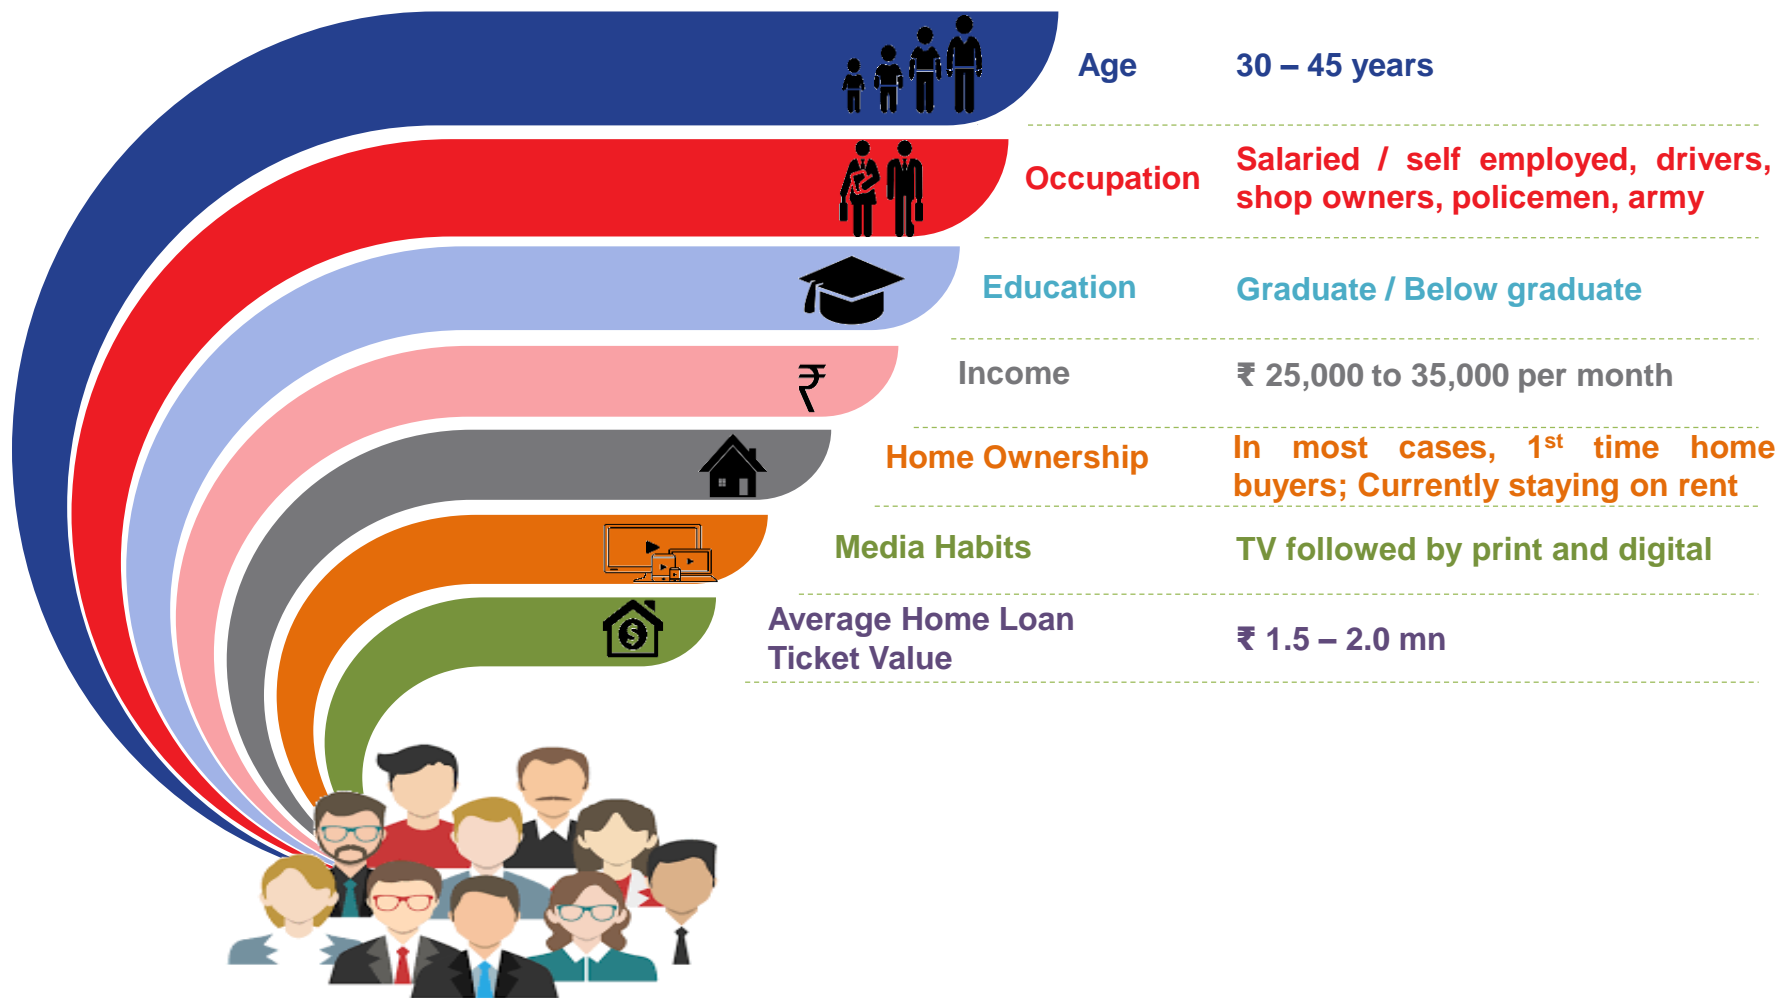 Age 30 – 45 years
Occupation Salaried / self employed, drivers,
shop owners, policemen, army
Education Graduate / Below graduate
₹
Income ₹ 25,000 to 35,000 per month
Home Ownership In most cases, 1st time home
buyers; Currently staying on rent
Media Habits TV followed by print and digital
$
Average Home Loan
Ticket Value
₹ 1.5 – 2.0 mn